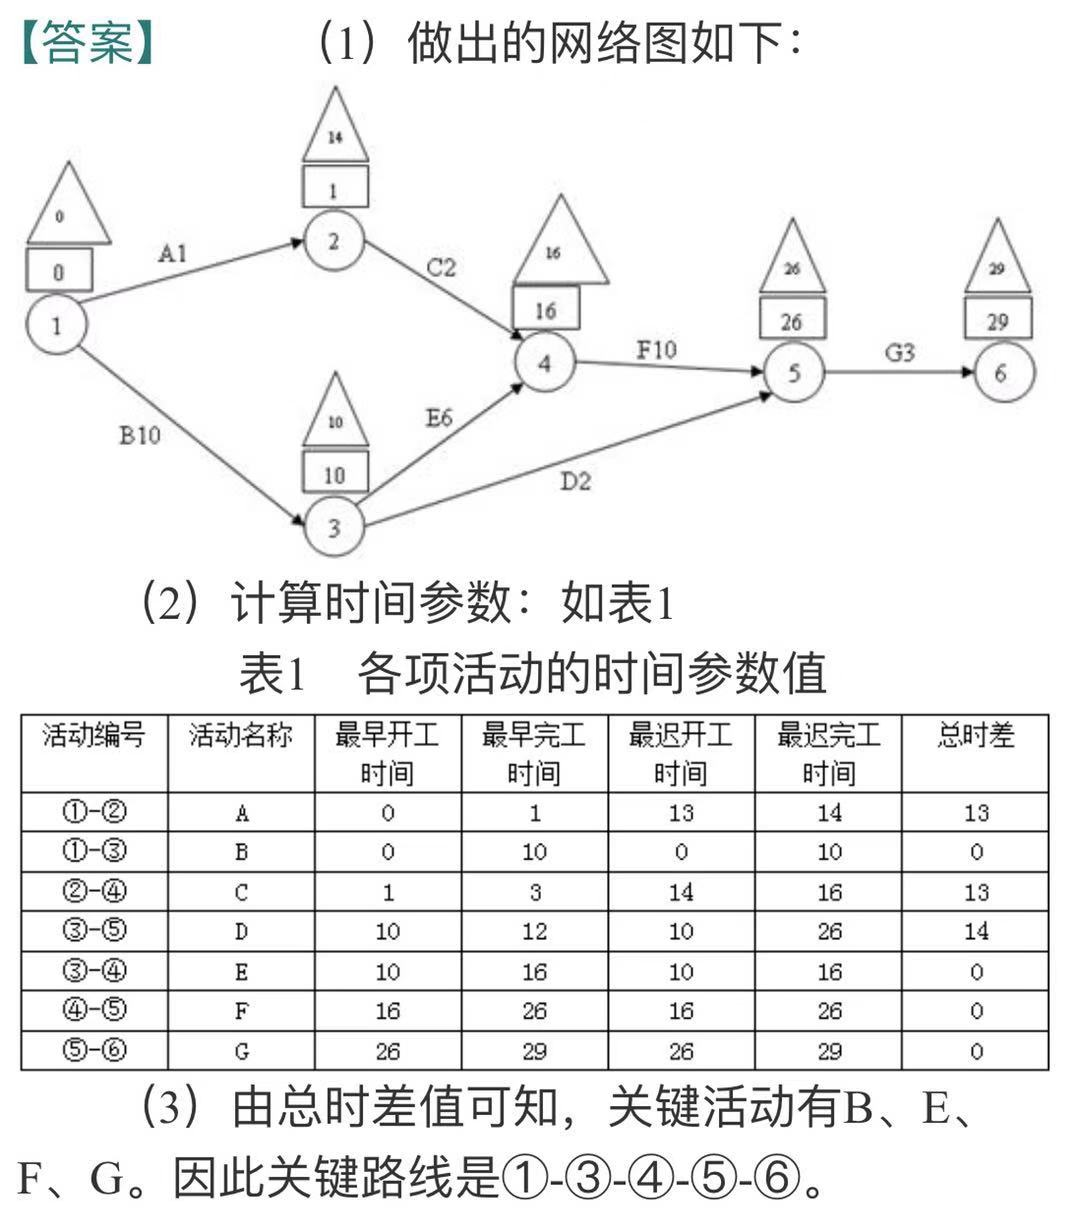 【答案】 (1) 做出的网络图如下：
14
1
2
0
0
1
A1
C2
16
16
4
26
26
5
29
29
6
F10
G3
B10
10
10
3
E6
D2
(2) 计算时间参数：如表1
表1 各项活动的时间参数值
活动编号 活动名称 最早开工时间 最早完工时间 最迟开工时间 最迟完工时间 总时差
①-② A 0 1 13 14 13
①-③ B 0 10 0 10 0
②-④ C 1 3 14 16 13
③-⑤ D 10 12 10 26 14
③-④ E 10 16 10 16 0
④-⑤ F 16 26 16 26 0
⑤-⑥ G 26 29 26 29 0
(3) 由总时差值可知，关键活动有B、E、
F、G。因此关键路线是①-③-④-⑤-⑥。